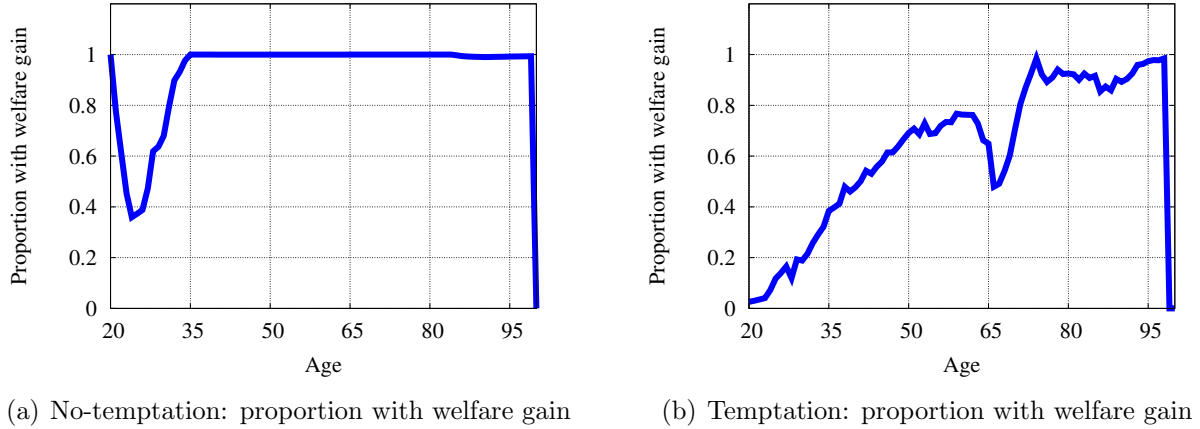 Proportion with welfare gain
1
0.8
0.6
0.4
0.2
0
20 35 50 65 80 95
Age
(a) No-temptation: proportion with welfare gain
Proportion with welfare gain
1
0.8
0.6
0.4
0.2
0
20 35 50 65 80 95
Age
(b) Temptation: proportion with welfare gain